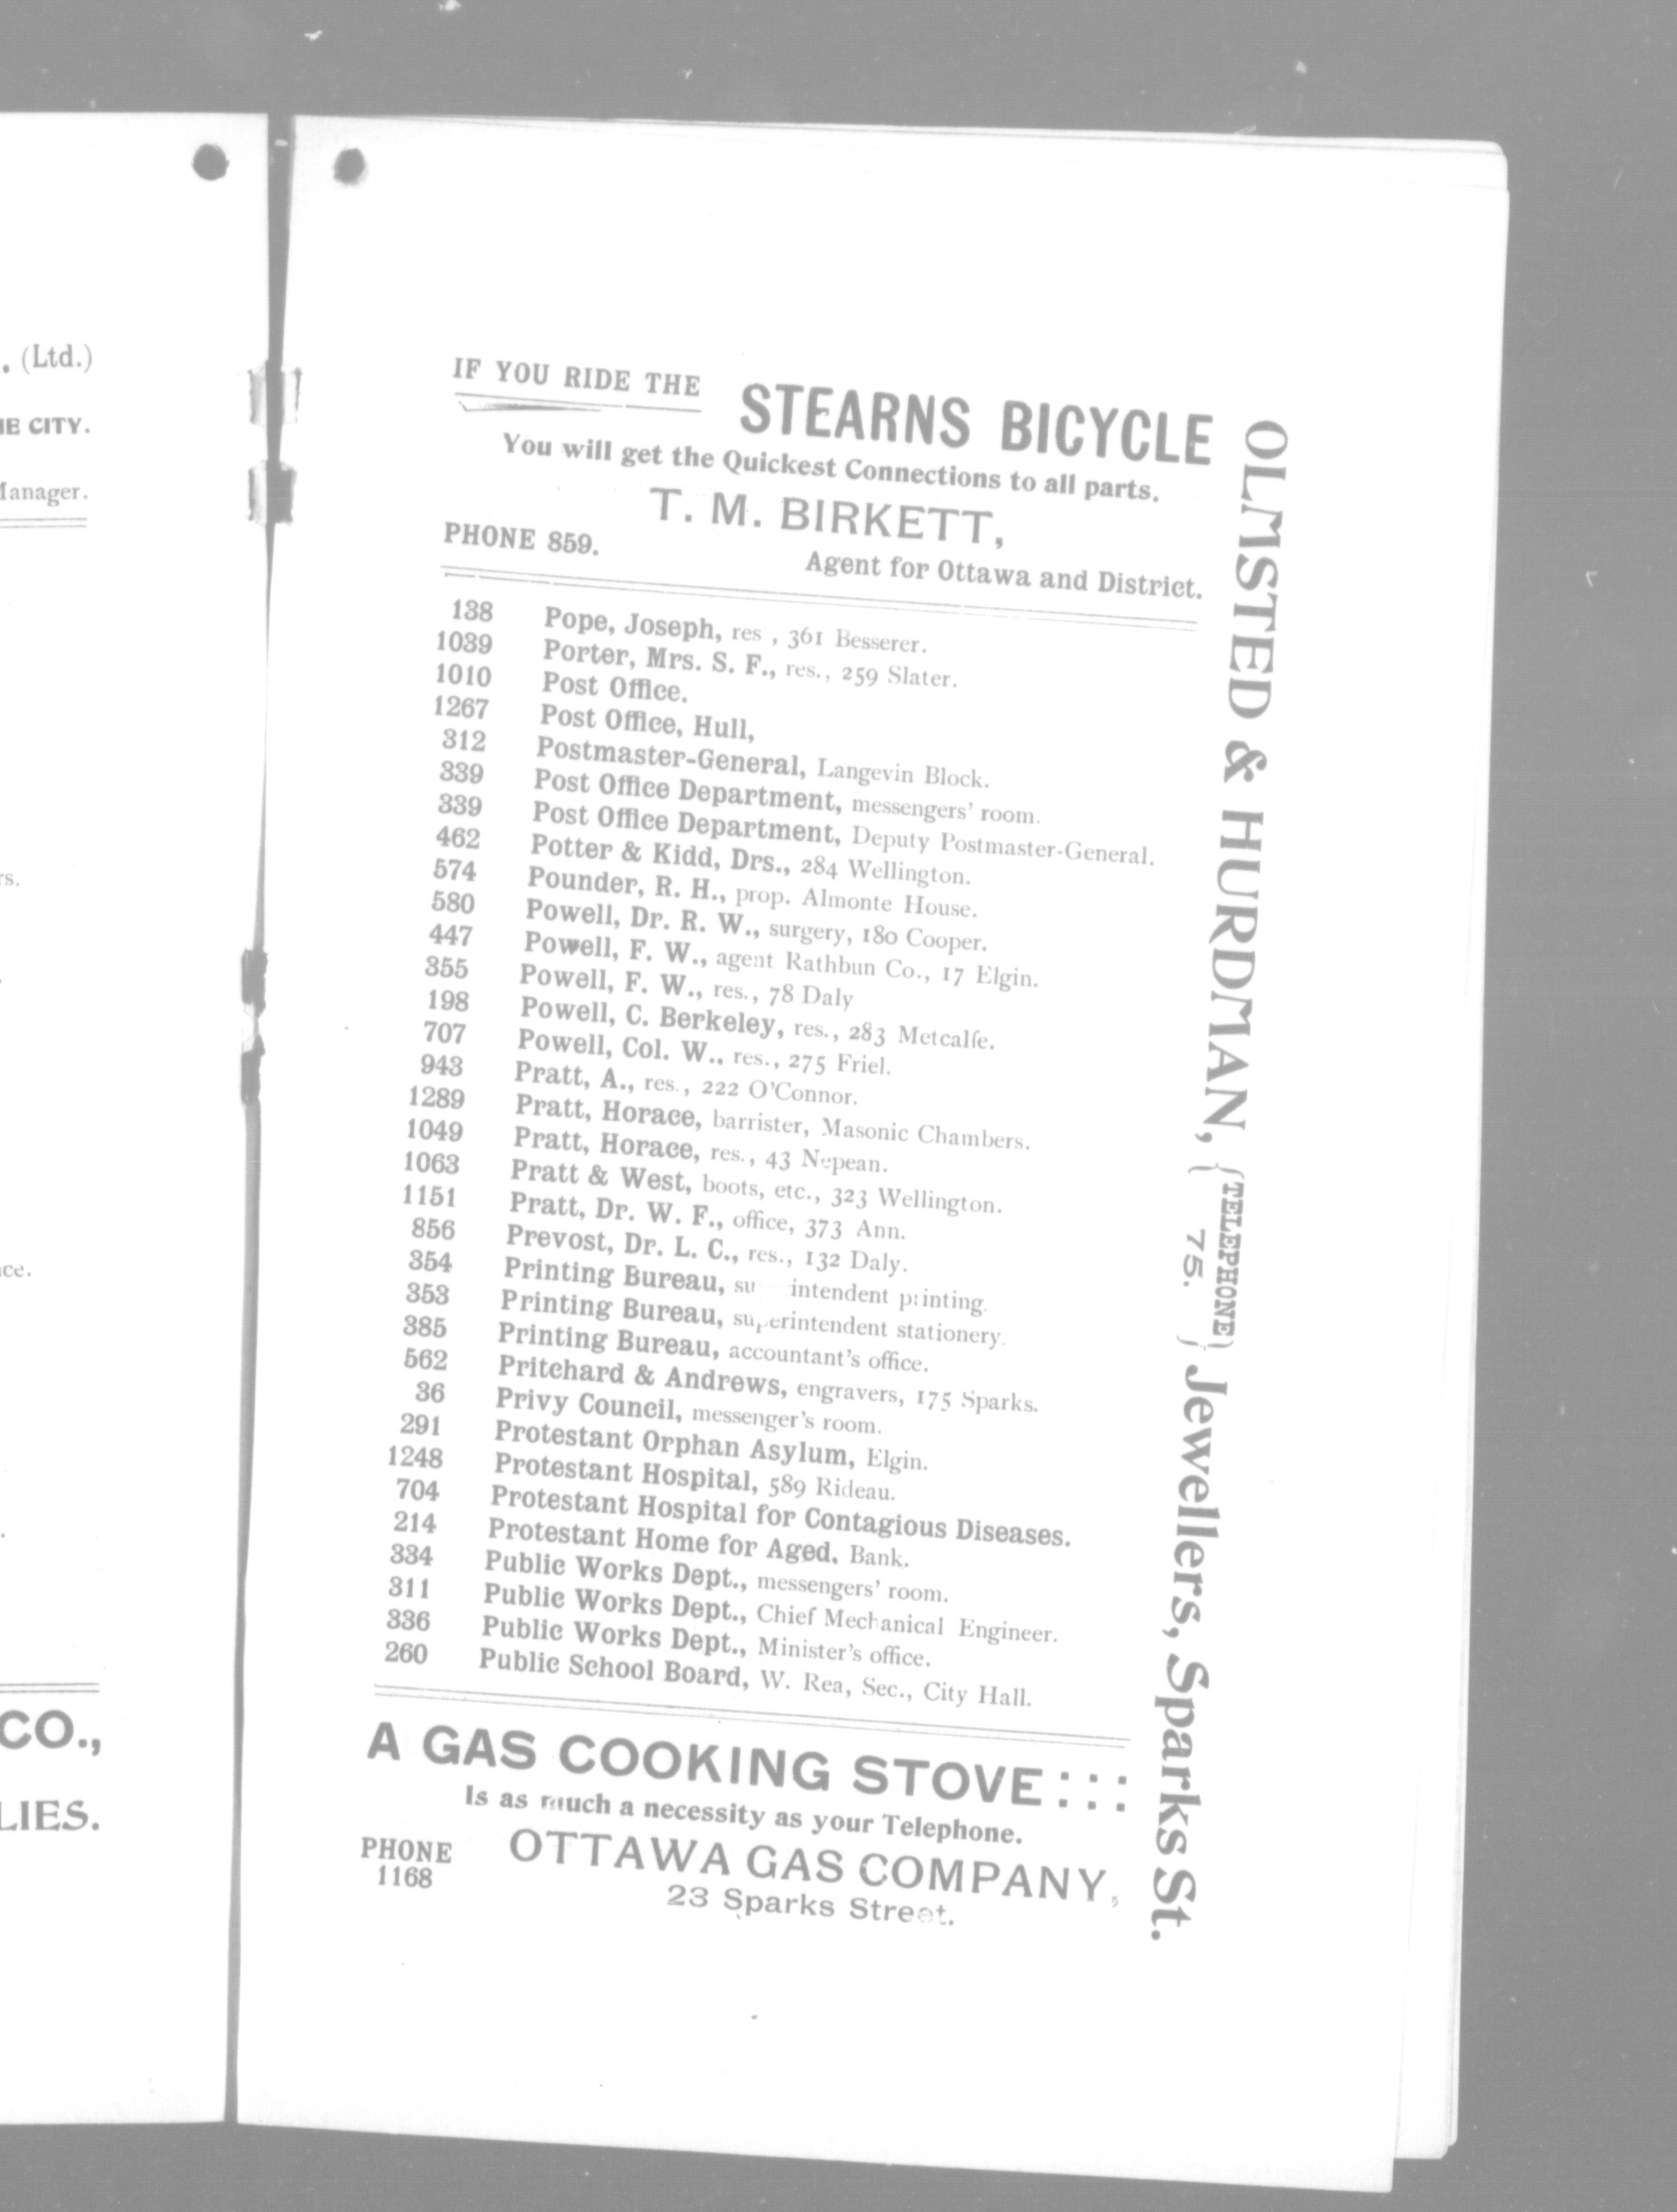 . (Ltd.)
CITY.
Manager.
CO.,
IF YOU RIDE THE
STEARNS BICYCLE
You will get the Quickest Connections to all parts.
T. M. BIRKETT,
PHONE 859.
Agent for Ottawa and District.
138 Pope, Joseph, res , 361 Besserer.
1039 Porter, Mrs. S. F., res., 259 Slater.
1010 Post Office.
1267 Post Office, Hull,
312 Postmaster-General, Langevin Block.
339 Post Office Department, messengers' room.
339 Post Office Department, Deputy Postmaster-General.
462 Potter & Kidd, Drs., 284 Wellington.
574 Pounder, R. H., prop. Almonte House.
580 Powell, Dr. R. W., surgery, 180 Cooper.
447 Powell, F. W., agent Rathbun Co., 17 Elgin.
355 Powell, F. W., res., 78 Daly
198 Powell, C. Berkeley, res., 283 Metcalfe.
707 Powell, Col. W., res., 275 Friel.
943 Pratt, A., res., 222 O'Connor.
1289 Pratt, Horace, barrister, Masonic Chambers.
1049 Pratt, Horace, res., 43 Nepean.
1063 Pratt & West, boots, etc., 323 Wellington.
1151 Pratt, Dr. W. F., office, 373 Ann.
856 Prevost, Dr. L. C., res., 132 Daly.
354 Printing Bureau, su intendent printing.
353 Printing Bureau, superintendent stationery.
385 Printing Bureau, accountant's office.
562 Pritchard & Andrews, engravers, 175 Sparks.
36 Privy Council, messenger's room.
291 Protestant Orphan Asylum, Elgin.
1248 Protestant Hospital, 589 Rideau.
704 Protestant Hospital for Contagious Diseases.
214 Protestant Home for Aged, Bank.
334 Public Works Dept., messengers' room.
311 Public Works Dept., Chief Mechanical Engineer.
336 Public Works Dept., Minister's office.
260 Public School Board, W. Rea, Sec., City Hall.
A GAS COOKING STOVE : : :
Is as much a necessity as your Telephone.
PHONE 1168
OTTAWA GAS COMPANY,
23 Sparks Street.
OLMSTED & HURDMAN, {TELEPHONE 75.} Jewellers, Sparks St.